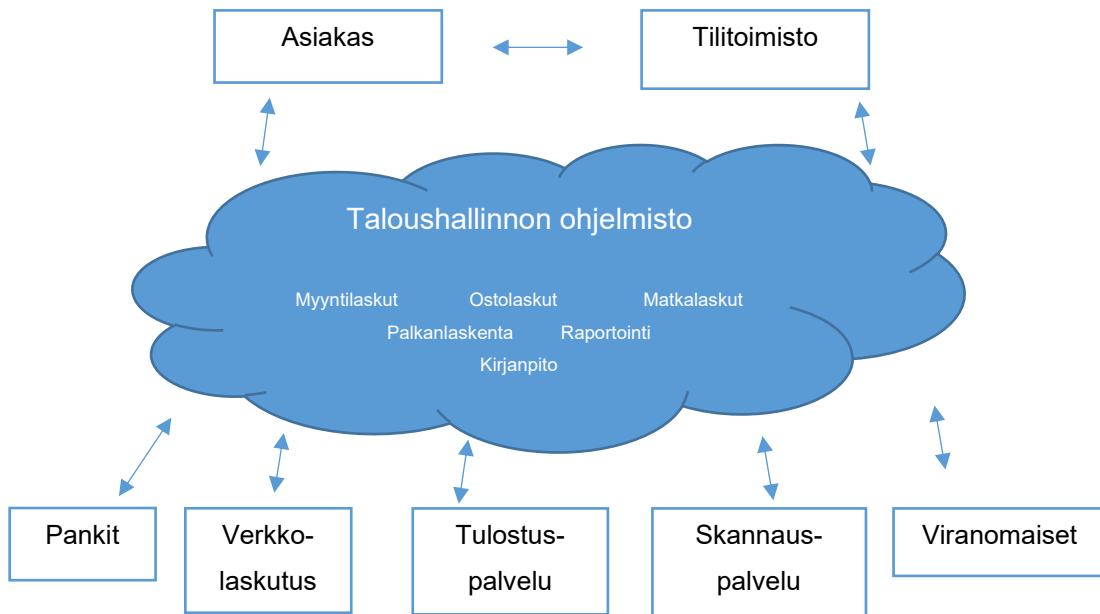 Asiakas
Tilitoimisto
Taloushallinnon ohjelmisto
Myyntilaskut Ostolaskut Matkalaskut
Palkanlaskenta Raportointi
Kirjanpito
Pankit
Verkko-
laskutus
Tulostus-
palvelu
Skannaus-
palvelu
Viranomaiset